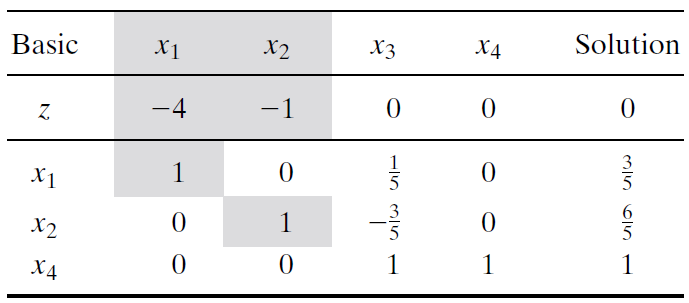 Basic x₁ x₂ x₃ x₄ Solution
z −4 −1 0 0 0
x₁ 1 0 1/5 0 3/5
x₂ 0 1 −3/5 0 6/5
x₄ 0 0 1 1 1